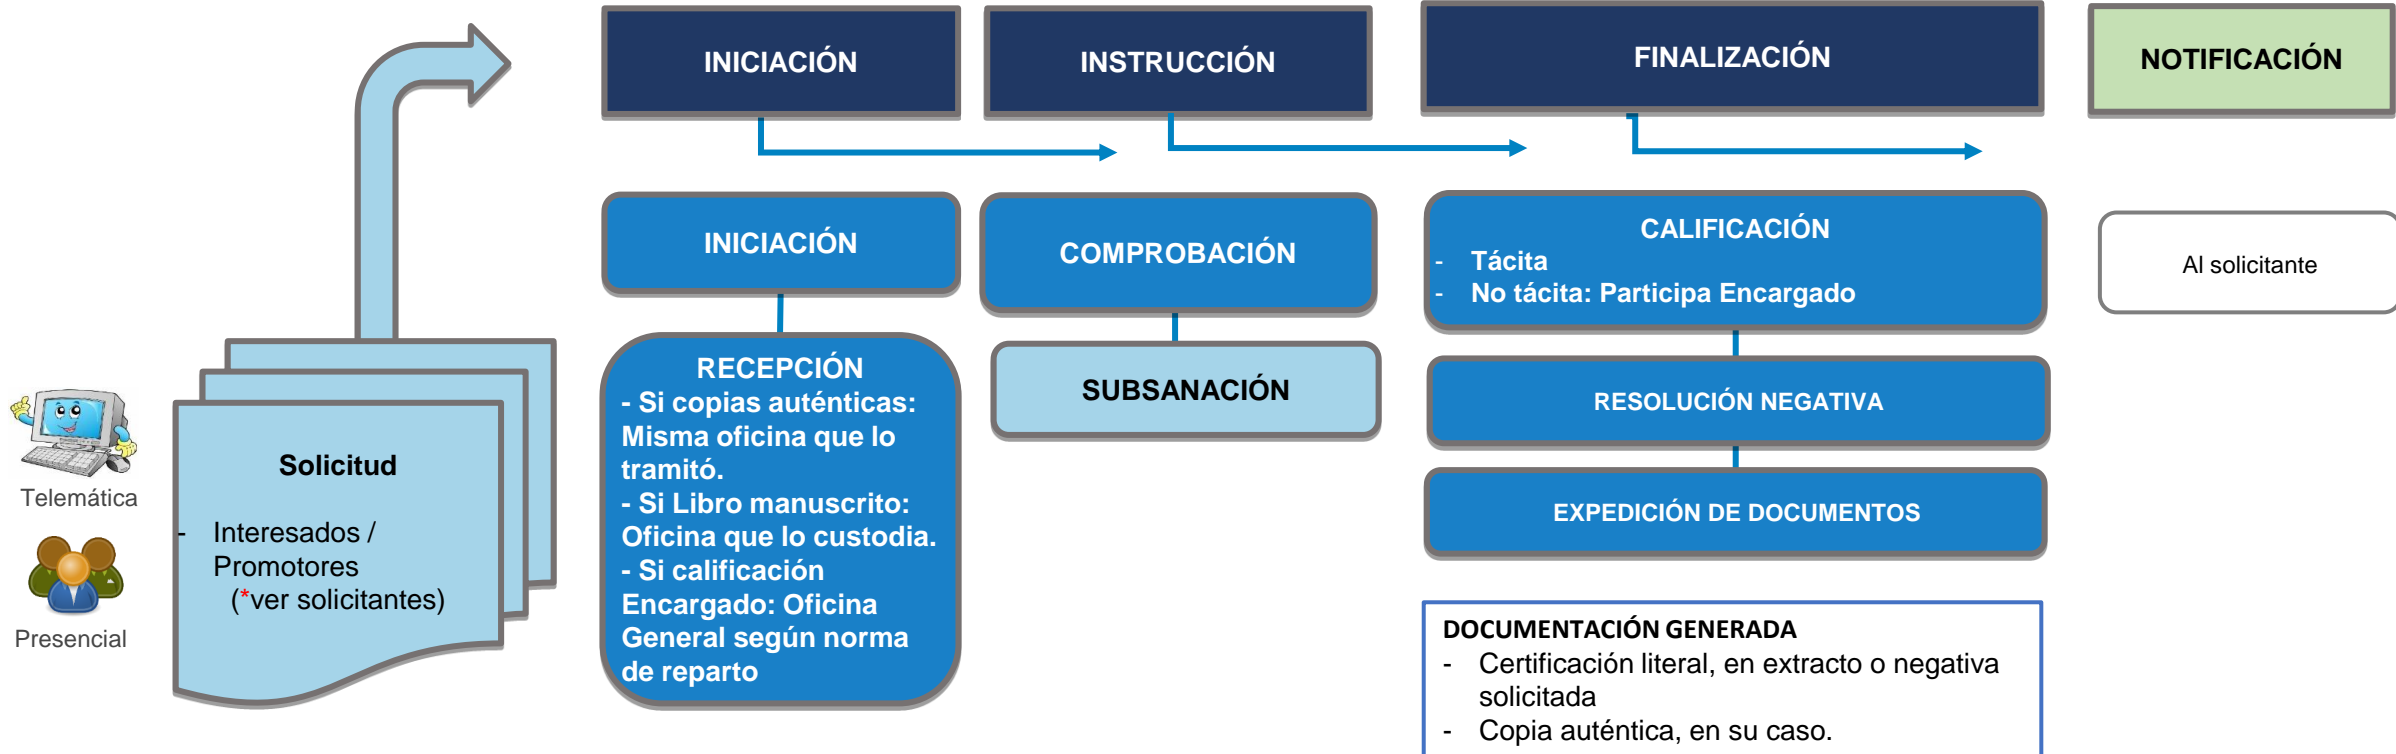 INICIACIÓN
INSTRUCCIÓN
FINALIZACIÓN
NOTIFICACIÓN
Telemática
Presencial
Solicitud
- Interesados /
Promotores
(*ver solicitantes)
INICIACIÓN
RECEPCIÓN
- Si copias auténticas:
Misma oficina que lo
tramitó.
- Si Libro manuscrito:
Oficina que lo custodia.
- Si calificación
Encargado: Oficina
General según norma
de reparto
COMPROBACIÓN
SUBSANACIÓN
CALIFICACIÓN
- Tácita
- No tácita: Participa Encargado
RESOLUCIÓN NEGATIVA
EXPEDICIÓN DE DOCUMENTOS
DOCUMENTACIÓN GENERADA
- Certificación literal, en extracto o negativa
solicitada
- Copia auténtica, en su caso.
Al solicitante